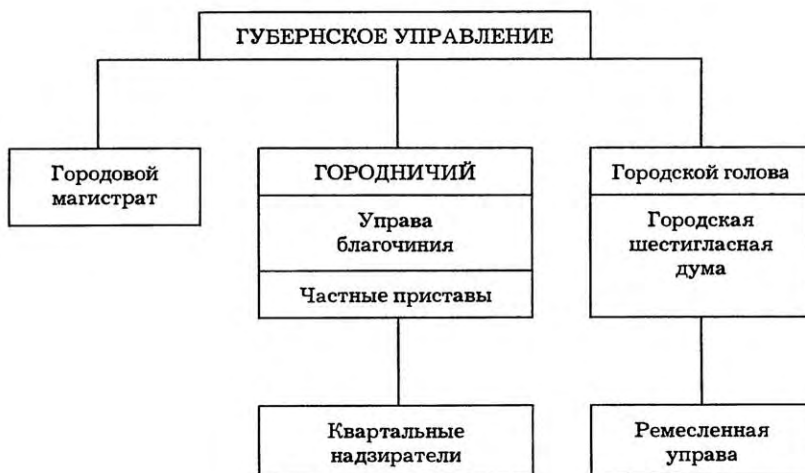 ГУБЕРНСКОЕ УПРАВЛЕНИЕ
Городовой
магистрат
ГОРОДНИЧИЙ
Управа
благочиния
Частные приставы
Городской голова
Городская
шестигласная
дума
Квартальные
надзиратели
Ремесленная
управа